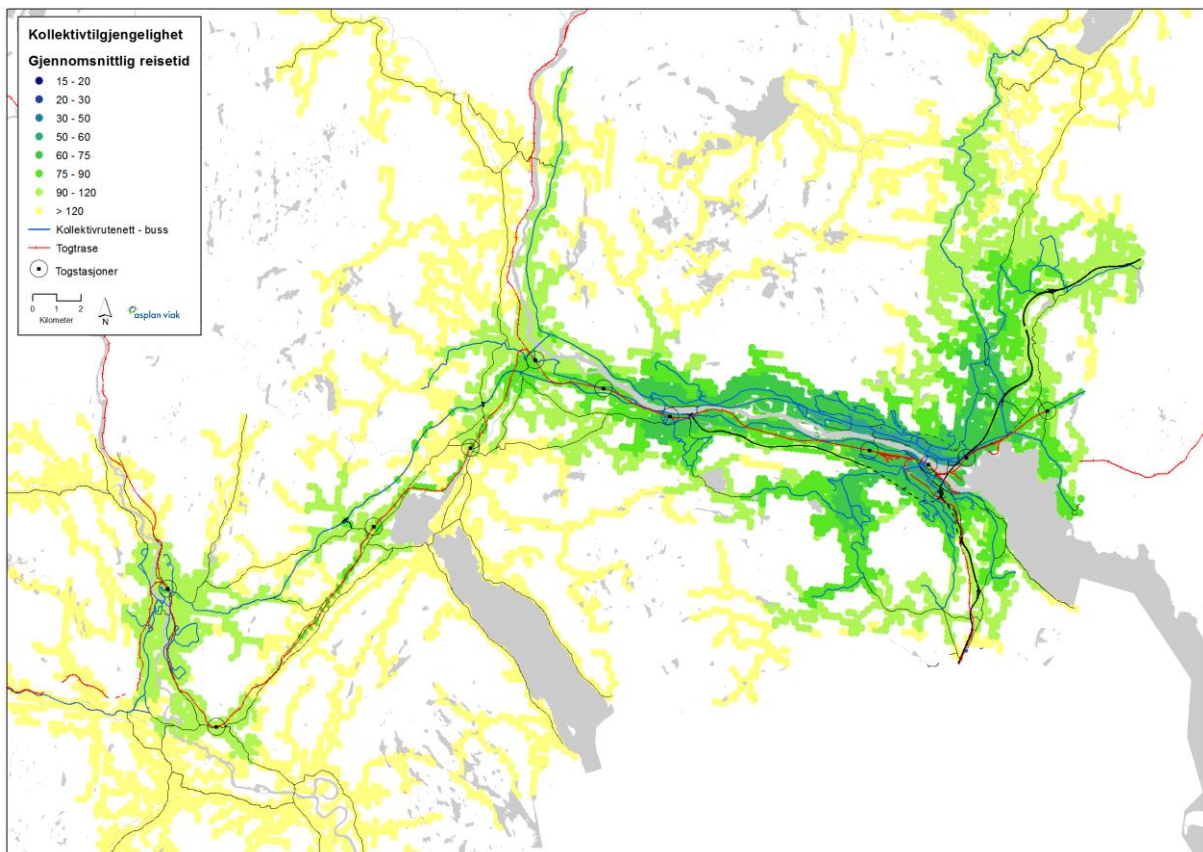 Kollektivtilgjengelighet
Gjennomsnittlig reisetid
15 - 20
20 - 30
30 - 50
50 - 60
60 - 75
75 - 90
90 - 120
> 120
Kollektivrutenett - buss
Togtrase
Togstasjoner
0 1 2
Kilometer
N
asplan viak